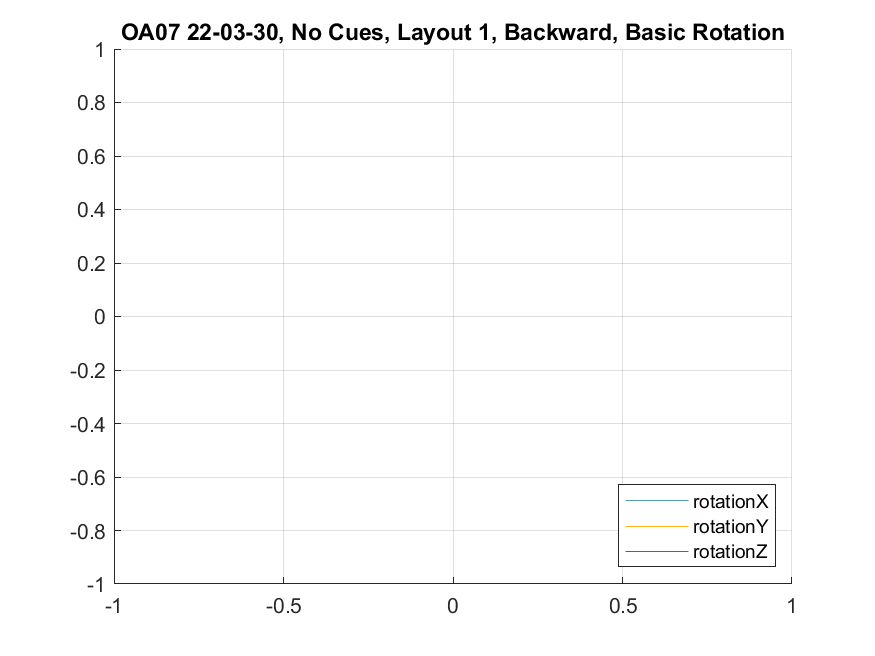 OA07 22-03-30, No Cues, Layout 1, Backward, Basic Rotation
1
0.8
0.6
0.4
0.2
0
-0.2
-0.4
-0.6
-0.8
-1
rotationX
rotationY
rotationZ
-1 -0.5 0 0.5 1